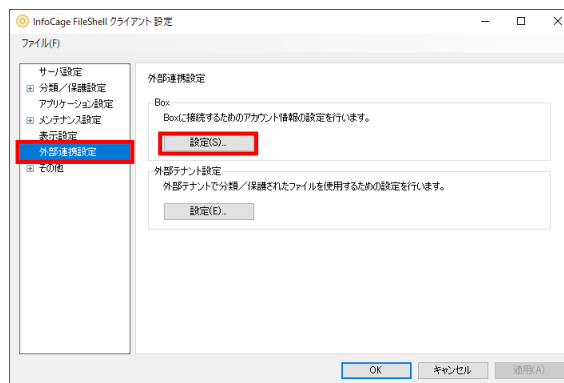 InfoCage FileShell クライアント 設定
ファイル(F)
サーバ設定
分類／保護設定
アプリケーション設定
メンテナンス設定
表示設定
外部連携設定
その他
外部連携設定
Box
Boxに接続するためのアカウント情報の設定を行います。
設定(S)...
外部テナント設定
外部テナントで分類／保護されたファイルを使用するための設定を行います。
設定(E)...
OK
キャンセル
適用(A)